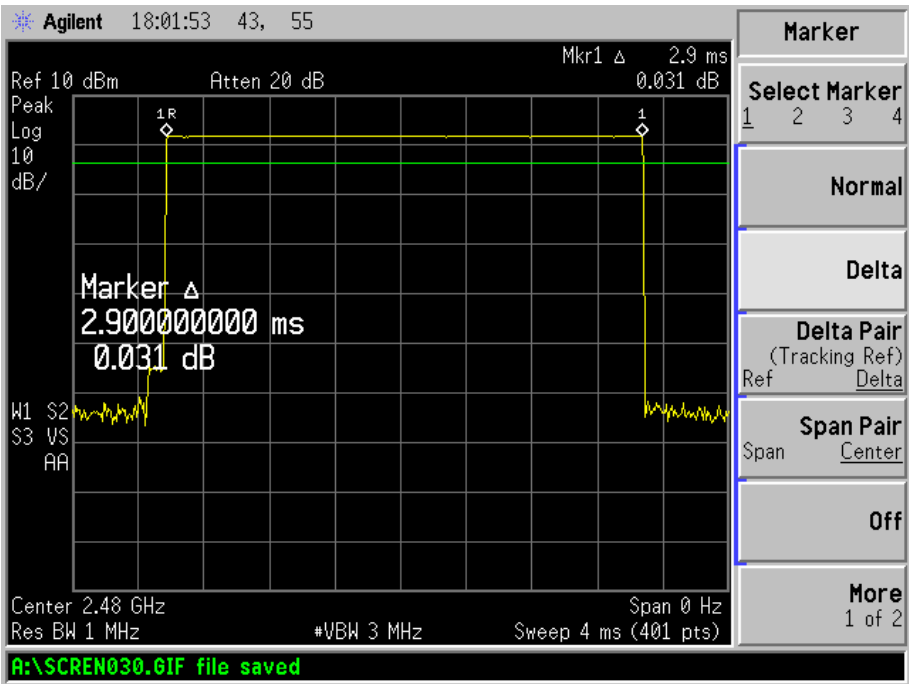 Agilent 18:01:53 43, 55
Mkr1 Δ 2.9 ms
Ref 10 dBm Atten 20 dB 0.031 dB
Peak
Log
10
dB/
1R
1
Marker Δ
2.900000000 ms
0.031 dB
W1 S2
S3 VS
AA
Center 2.48 GHz Span 0 Hz
Res BW 1 MHz #VBW 3 MHz Sweep 4 ms (401 pts)
A:\SCREN030.GIF file saved
Marker
Select Marker
1 2 3 4
Normal
Delta
Delta Pair
(Tracking Ref)
Ref Delta
Span Pair
Span Center
Off
More
1 of 2